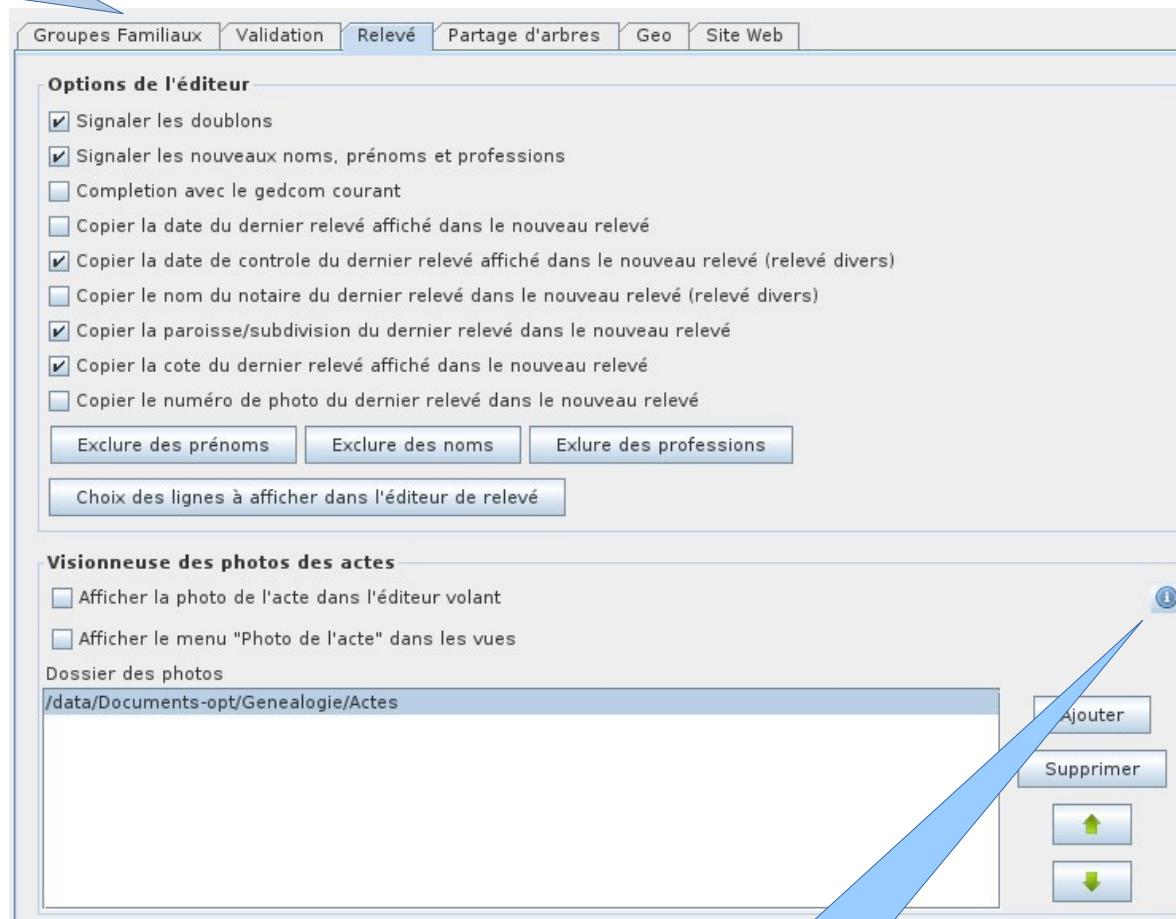 Groupes Familiaux Validation Relevé Partage d'arbres Geo Site Web
Options de l'éditeur
Signaler les doublons
Signaler les nouveaux noms, prénoms et professions
Completion avec le gedcom courant
Copier la date du dernier relevé affiché dans le nouveau relevé
Copier la date de controle du dernier relevé affiché dans le nouveau relevé (relevé divers)
Copier le nom du notaire du dernier relevé dans le nouveau relevé (relevé divers)
Copier la paroisse/subdivision du dernier relevé dans le nouveau relevé
Copier la cote du dernier relevé affiché dans le nouveau relevé
Copier le numéro de photo du dernier relevé dans le nouveau relevé
Exclure des prénoms Exclure des noms Exlure des professions
Choix des lignes à afficher dans l'éditeur de relevé
Visionneuse des photos des actes
Afficher la photo de l'acte dans l'éditeur volant
Afficher le menu "Photo de l'acte" dans les vues
Dossier des photos
/data/Documents-opt/Genealogie/Actes
Ajouter
Supprimer